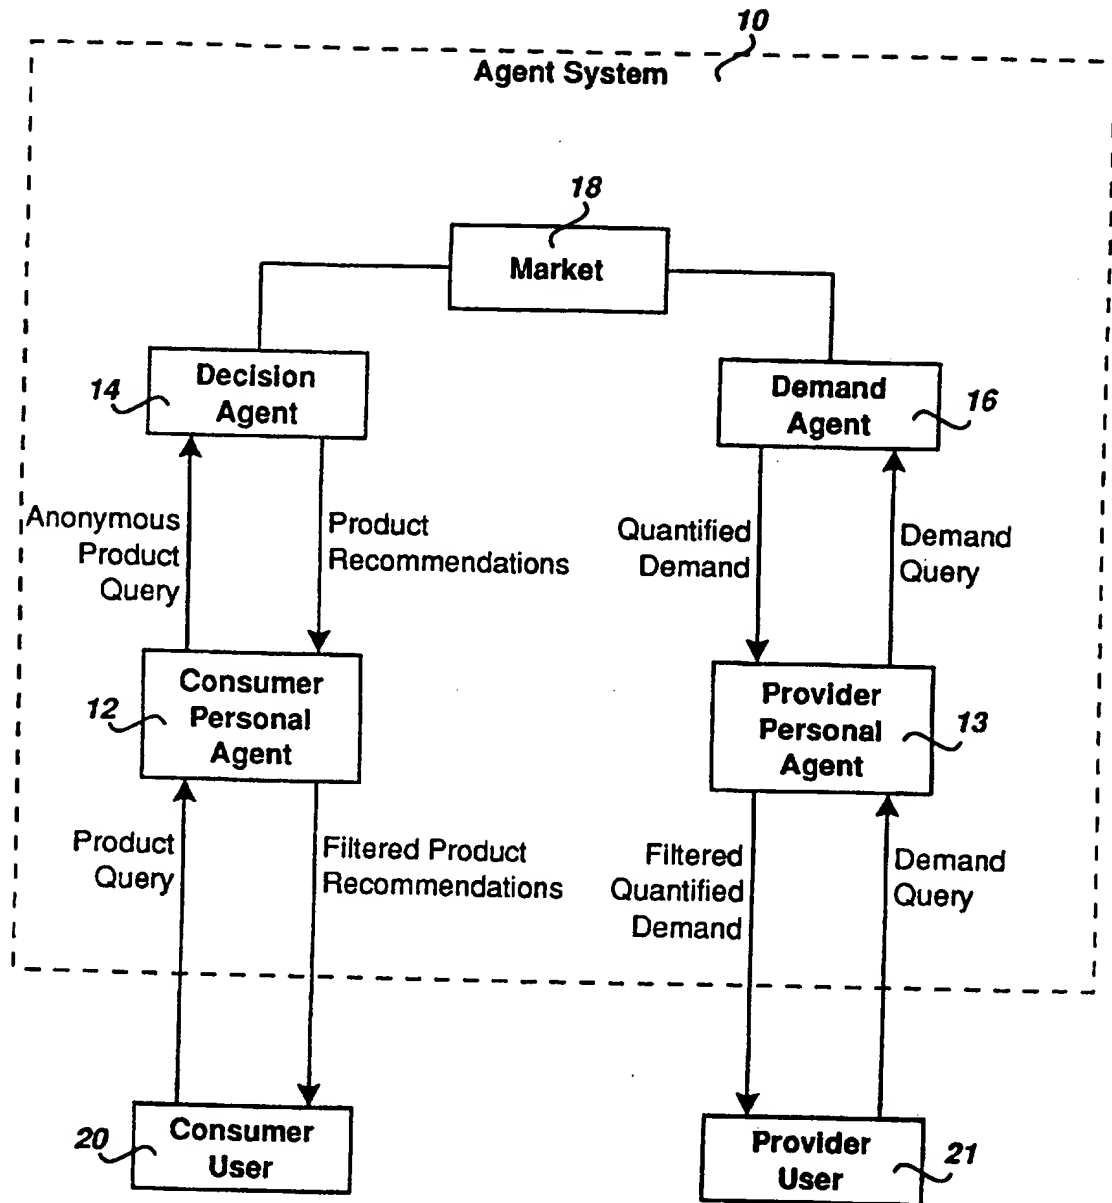 10
Agent System
18
Market
Decision
Agent
14
Demand
Agent
16
Anonymous
Product
Query
Product
Recommendations
Quantified
Demand
Demand
Query
Consumer
Personal
Agent
12
Provider
Personal
Agent
13
Product
Query
Filtered Product
Recommendations
Filtered
Quantified
Demand
Demand
Query
Consumer
User
20
Provider
User
21